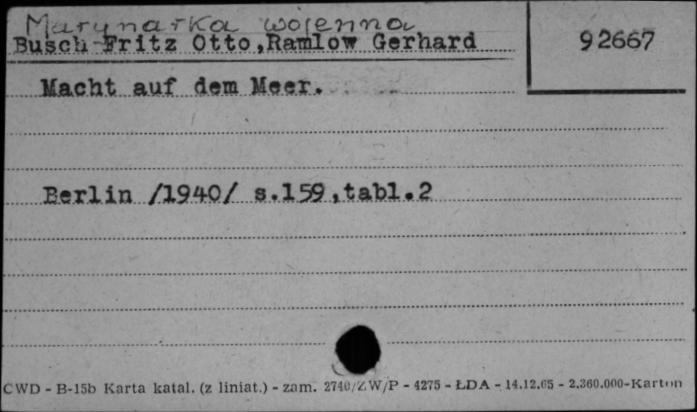 Marynarka wojenna
Busch-Fritz Otto,Ramlow Gerhard
92667
Macht auf dem Meer.
Berlin /1940/ s.159,tabl.2
CWD - B-15b Karta katal. (z liniat.) - zam. 2740/ZW/P - 4275 - ŁDA - 14.12.65 - 2.360.000-Karton